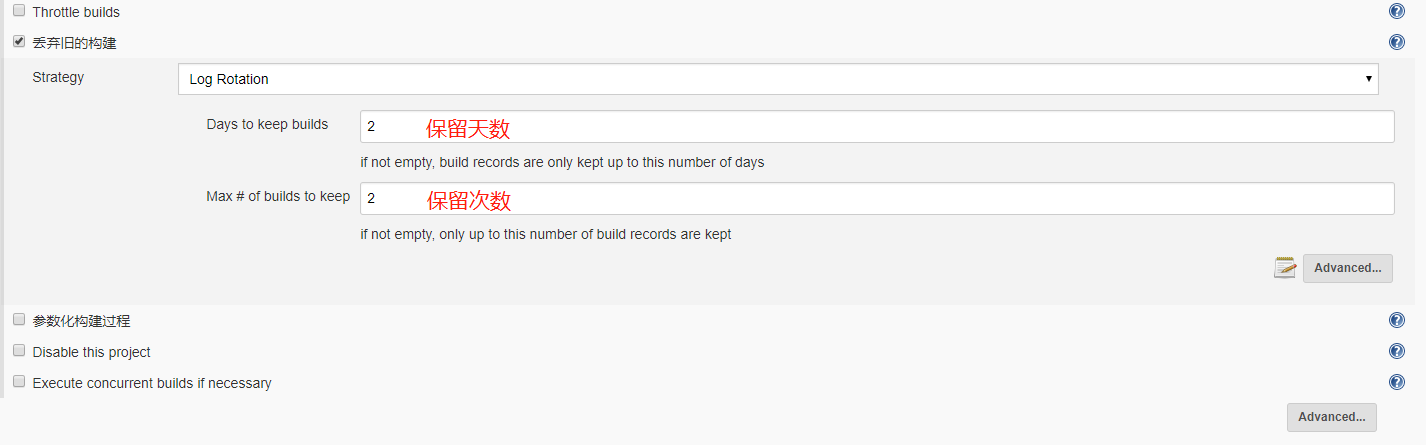 Throttle builds
丢弃旧的构建
Strategy Log Rotation
Days to keep builds 2 保留天数
if not empty, build records are only kept up to this number of days
Max # of builds to keep 2 保留次数
if not empty, only up to this number of build records are kept
Advanced...
参数化构建过程
Disable this project
Execute concurrent builds if necessary
Advanced...